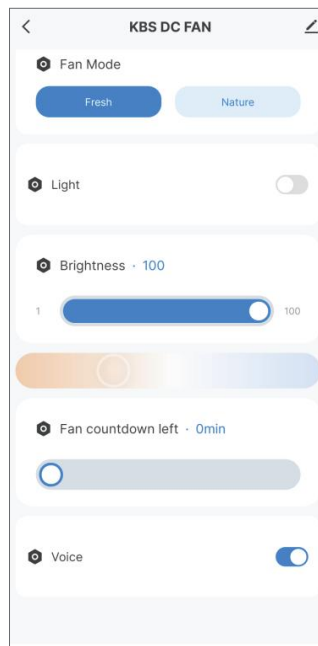 KBS DC FAN
Fan Mode
Fresh Nature
Light
Brightness · 100
1 100
Fan countdown left · 0min
Voice